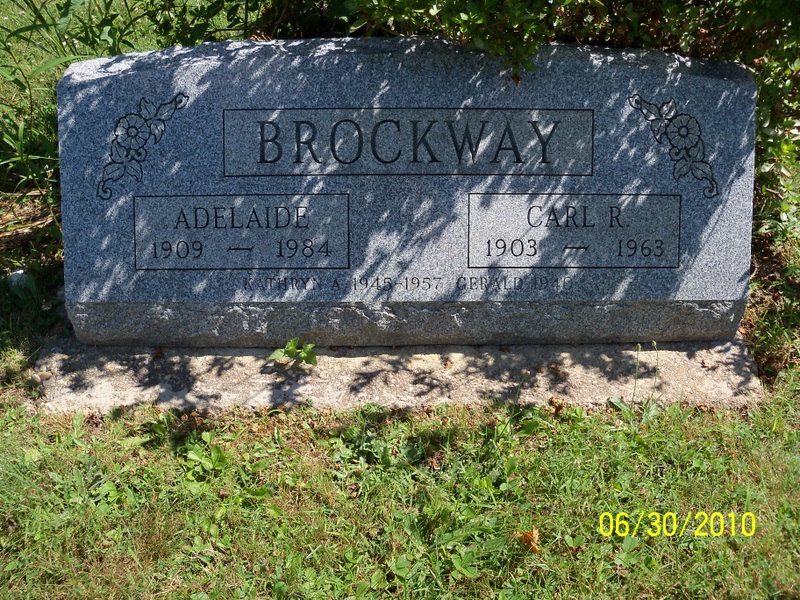 BROCKWAY
ADELAIDE
1909 — 1984
CARL R.
1903 — 1963
KATHRYN A. 1945-1957 GERALD 1940
06/30/2010